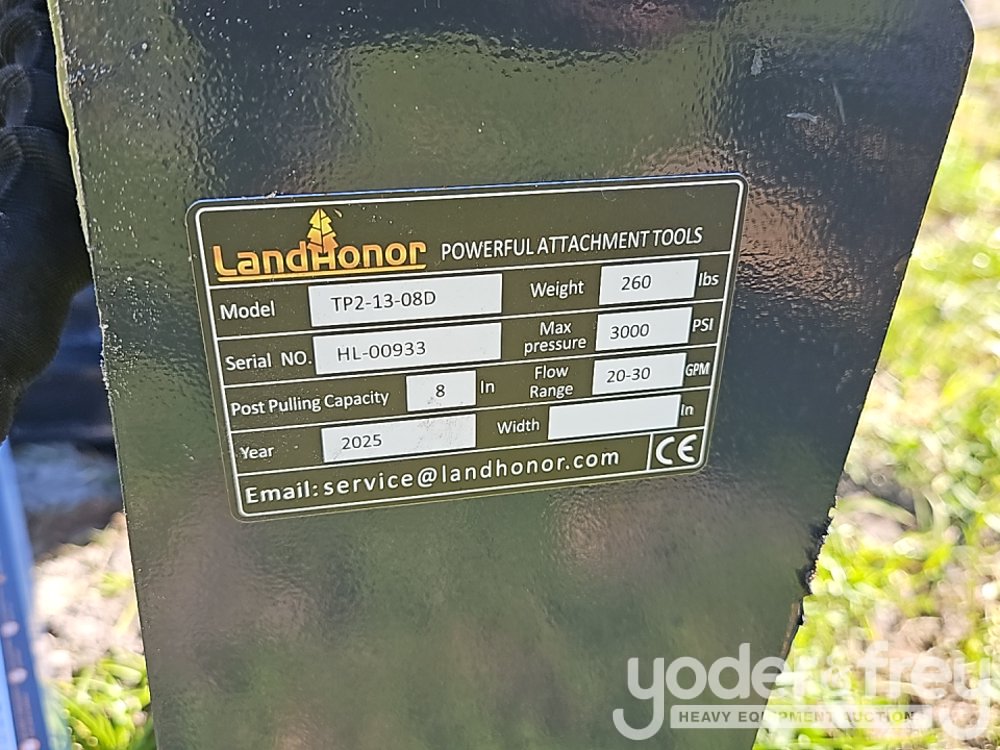 LandHonor POWERFUL ATTACHMENT TOOLS
Model TP2-13-08D Weight 260 lbs
Serial NO. HL-00933 Max pressure 3000 PSI
Post Pulling Capacity 8 In Flow Range 20-30 GPM
Year 2025 Width In
Email: service@landhonor.com CE
yoder & frey
HEAVY EQUIPMENT AUCTIONS